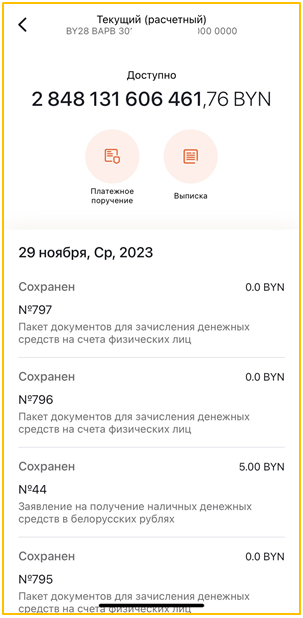 Текущий (расчетный)
BY28 BAPB 30 00 0000
Доступно
2 848 131 606 461,76 BYN
Платежное
поручение
Выписка
29 ноября, Ср, 2023
Сохранен 0.0 BYN
№797
Пакет документов для зачисления денежных
средств на счета физических лиц
Сохранен 0.0 BYN
№796
Пакет документов для зачисления денежных
средств на счета физических лиц
Сохранен 5.00 BYN
№44
Заявление на получение наличных денежных
средств в белорусских рублях
Сохранен 0.0 BYN
№795
Пакет документов для зачисления денежных
средств на счета физических лиц